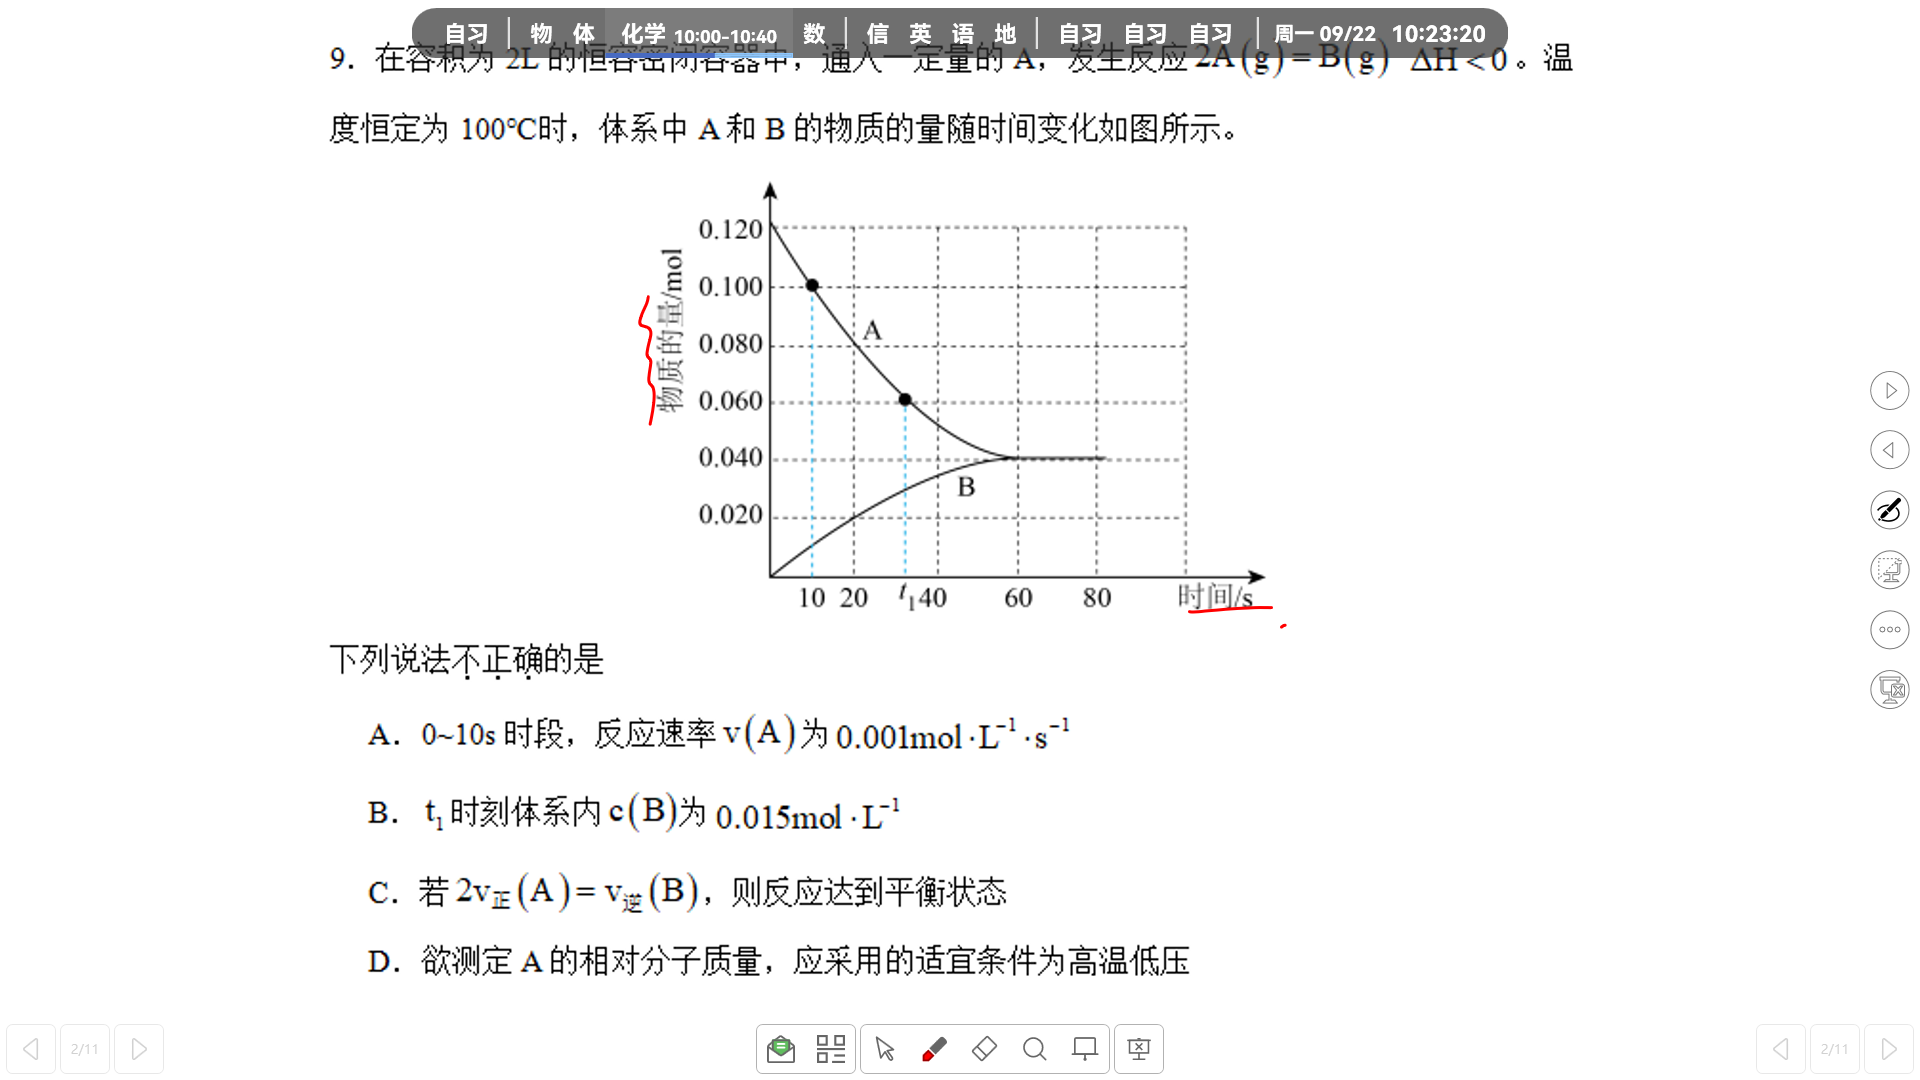 自习 物 体 化学 10:00-10:40 数 信 英 语 地 自习 自习 自习 周一 09/22 10:23:20
9．在容积为 2L 的恒容密闭容器中，通入一定量的 A，发生反应 2A(g)=B(g) ΔH<0。温
度恒定为 100℃时，体系中 A 和 B 的物质的量随时间变化如图所示。
物质的量/mol
0.120
0.100
0.080
0.060
0.040
0.020
A
B
10 20 t₁ 40 60 80 时间/s
下列说法不正确的是
A．0~10s 时段，反应速率 v(A) 为 0.001mol·L⁻¹·s⁻¹
B．t₁ 时刻体系内 c(B) 为 0.015mol·L⁻¹
C．若 2v正(A)= v逆(B)，则反应达到平衡状态
D．欲测定 A 的相对分子质量，应采用的适宜条件为高温低压
2/11
2/11